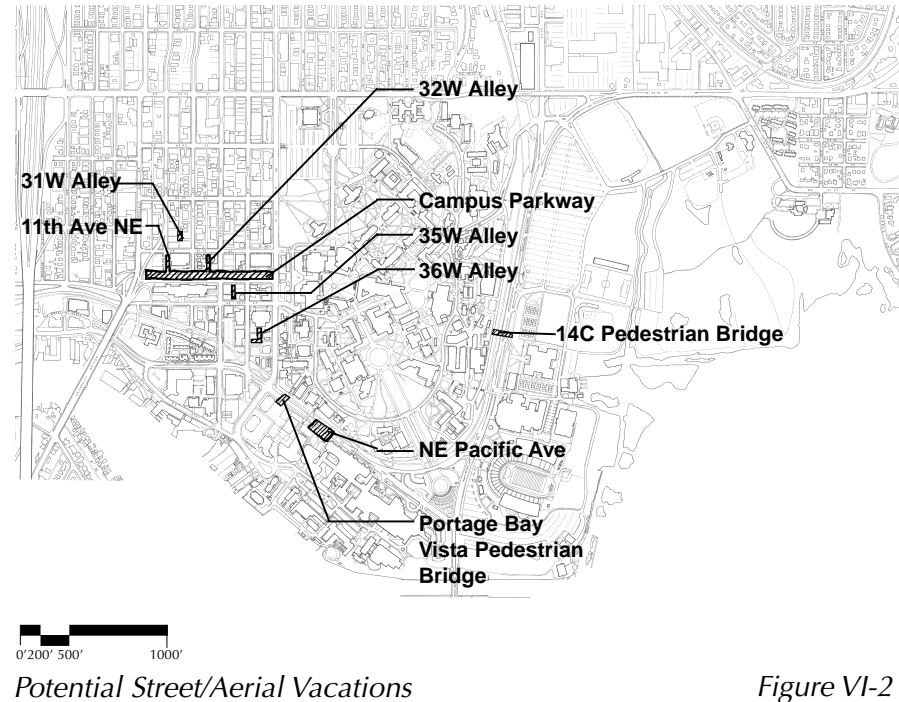 32W Alley
31W Alley
Campus Parkway
11th Ave NE
35W Alley
36W Alley
14C Pedestrian Bridge
NE Pacific Ave
Portage Bay
Vista Pedestrian
Bridge
0' 200' 500' 1000'
Potential Street/Aerial Vacations
Figure VI-2